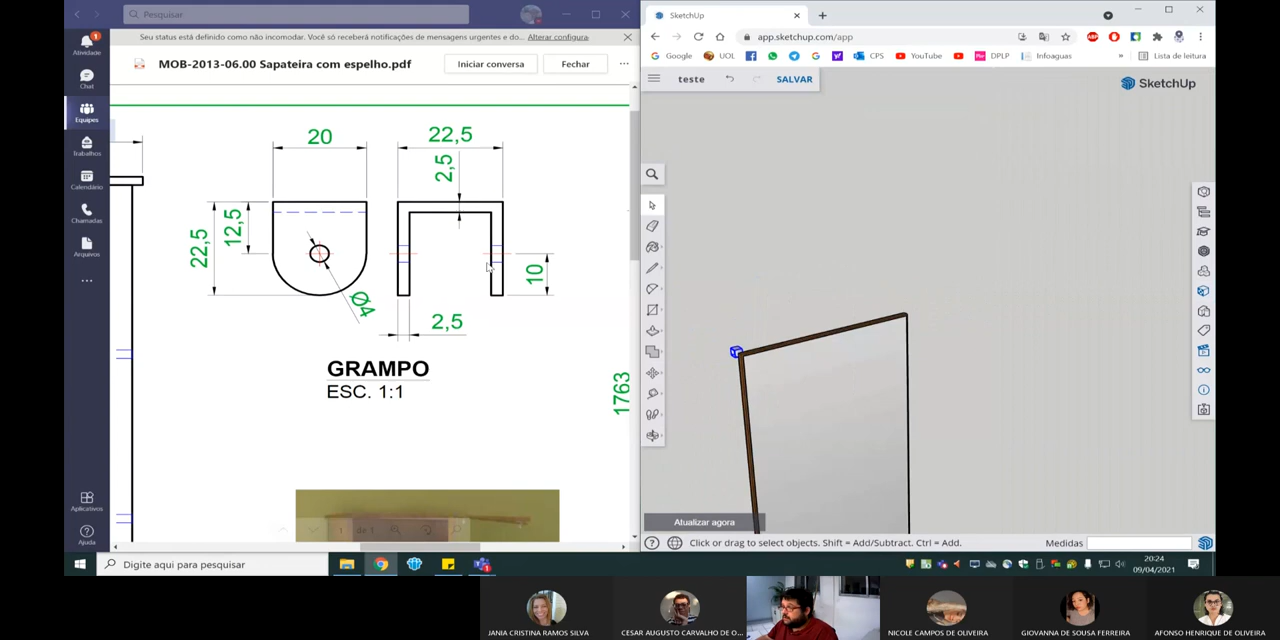 Pesquisar
Seu status está definido como não incomodar. Você só receberá notificações de mensagens urgentes e do... Alterar configura.
MOB-2013-06.00 Sapateira com espelho.pdf
Iniciar conversa
Fechar
Atividade
1
Chat
Equipes
Trabalhos
Calendário
Chamadas
Arquivos
Aplicativos
Ajuda
20
22,5
2,5
22,5
12,5
10
Ø4
2,5
GRAMPO
ESC. 1:1
1763
1 de 1
SketchUp
app.sketchup.com/app
Google
UOL
CPS
YouTube
DPLP
Infoaguas
Lista de leitura
teste
SALVAR
SketchUp
Atualizar agora
Click or drag to select objects. Shift = Add/Subtract. Ctrl = Add.
Medidas
Digite aqui para pesquisar
20:24
09/04/2021
JANIA CRISTINA RAMOS SILVA
CESAR AUGUSTO CARVALHO DE O...
NICOLE CAMPOS DE OLIVEIRA
GIOVANNA DE SOUSA FERREIRA
AFONSO HENRIQUE DE OLIVEIRA